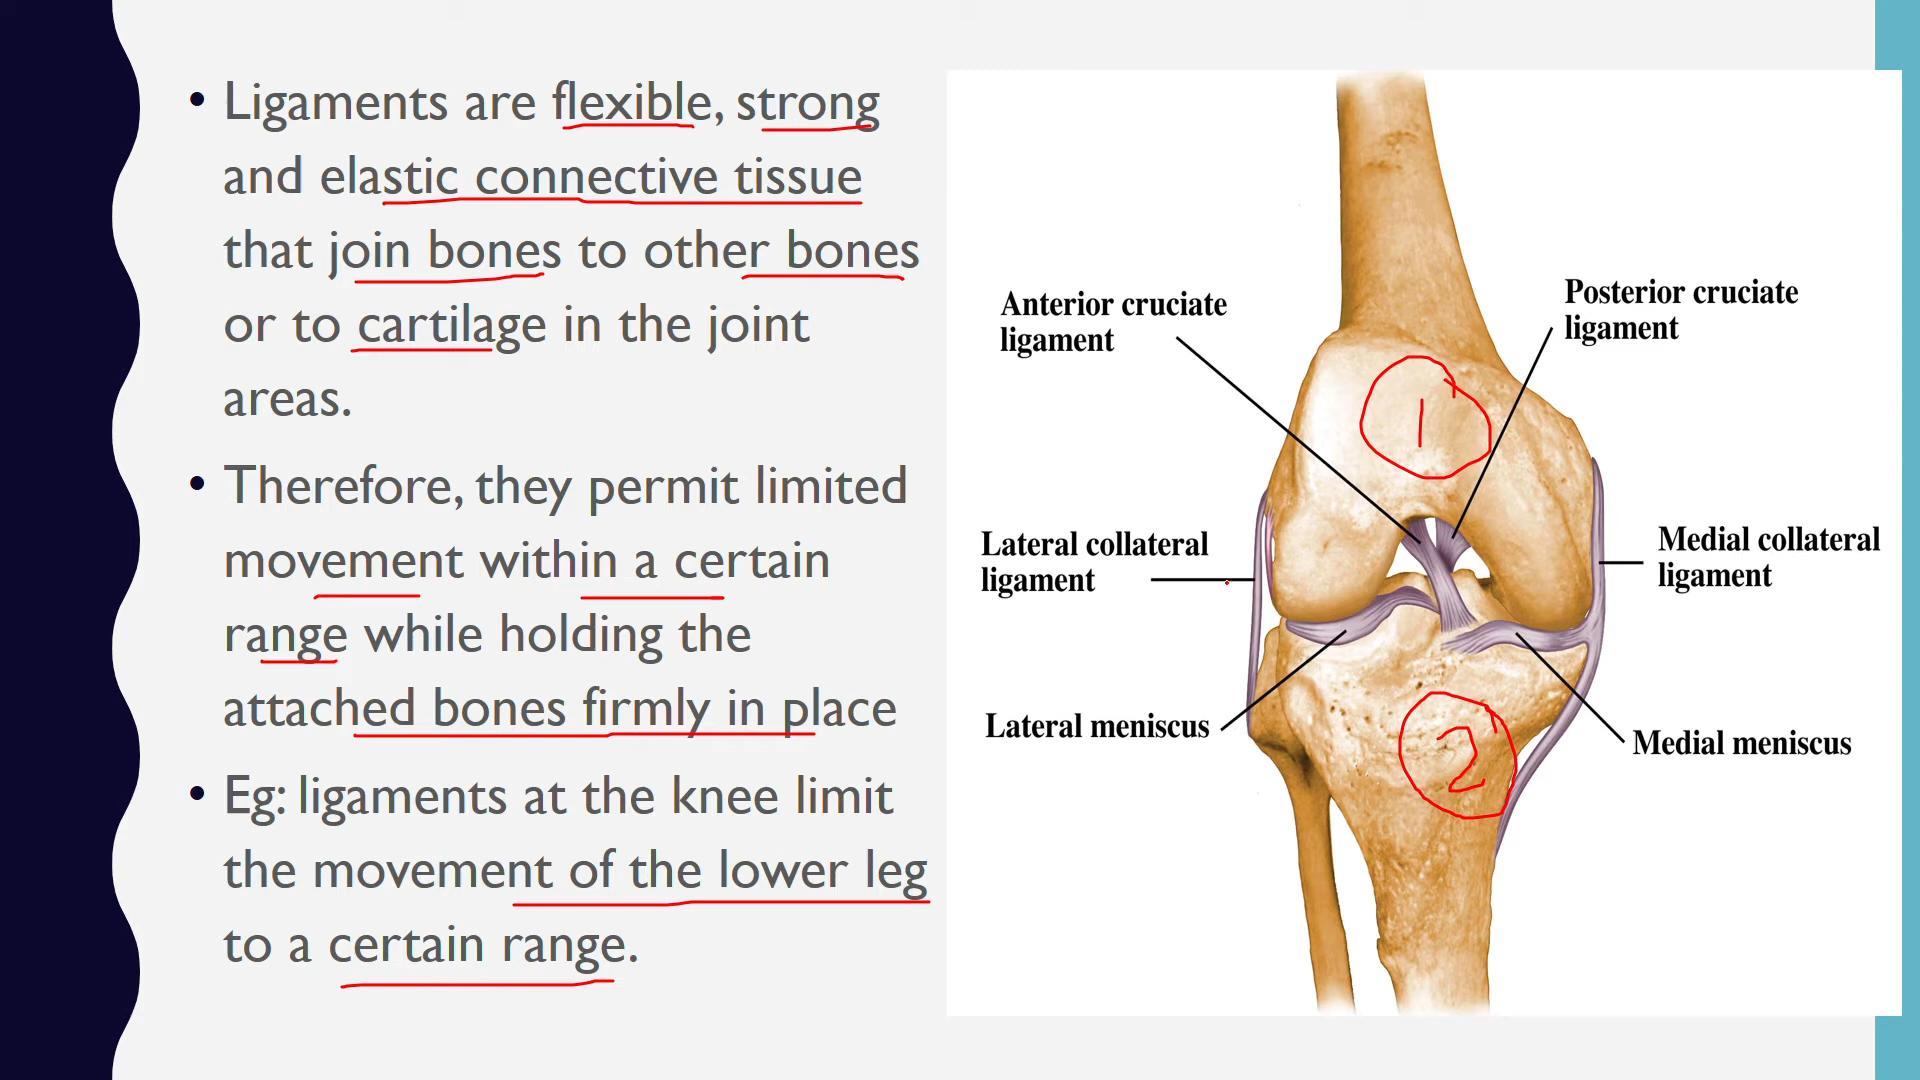 • Ligaments are flexible, strong
and elastic connective tissue
that join bones to other bones
or to cartilage in the joint
areas.
• Therefore, they permit limited
movement within a certain
range while holding the
attached bones firmly in place
• Eg: ligaments at the knee limit
the movement of the lower leg
to a certain range.
Anterior cruciate
ligament
Posterior cruciate
ligament
1
Lateral collateral
ligament
Medial collateral
ligament
Lateral meniscus
2
Medial meniscus